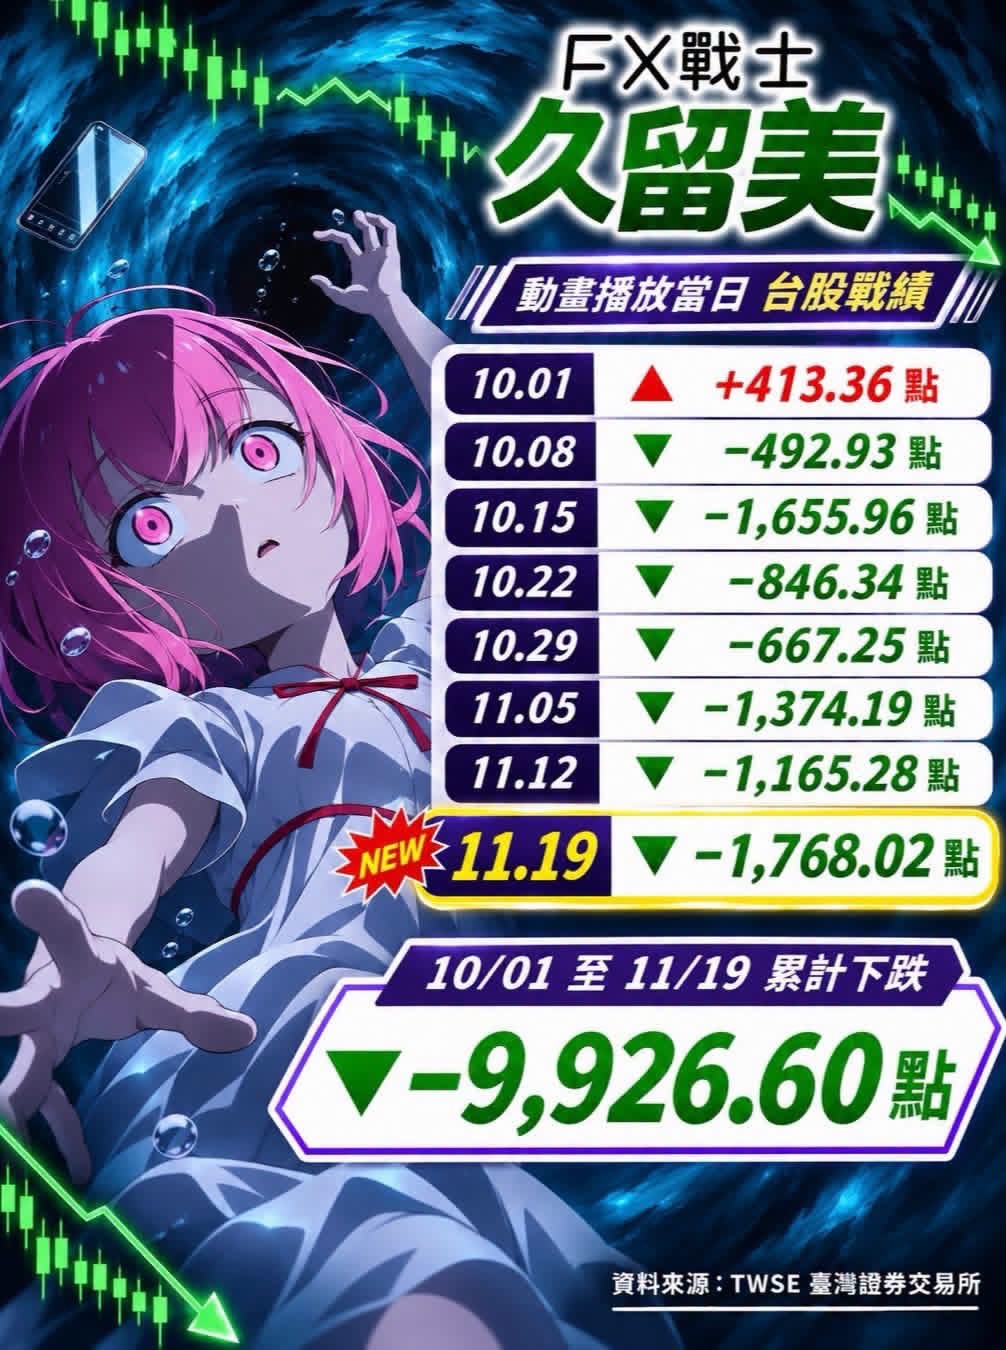 FX戰士
久留美
動畫播放當日 台股戰績
10.01 ▲ +413.36 點
10.08 ▼ -492.93 點
10.15 ▼ -1,655.96 點
10.22 ▼ -846.34 點
10.29 ▼ -667.25 點
11.05 ▼ -1,374.19 點
11.12 ▼ -1,165.28 點
NEW 11.19 ▼ -1,768.02 點
10/01 至 11/19 累計下跌
▼-9,926.60 點
資料來源：TWSE 臺灣證券交易所